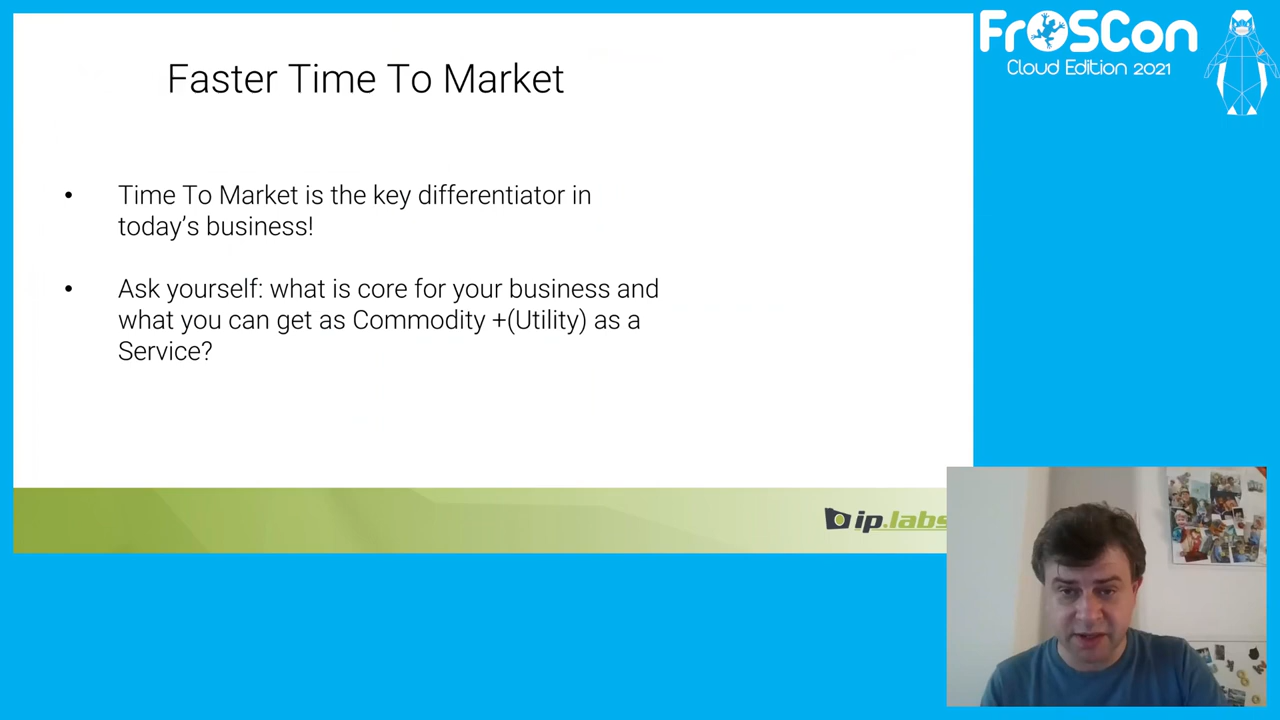 FrOSCon
Cloud Edition 2021
Faster Time To Market
• Time To Market is the key differentiator in
today’s business!
• Ask yourself: what is core for your business and
what you can get as Commodity +(Utility) as a
Service?
ip.labs